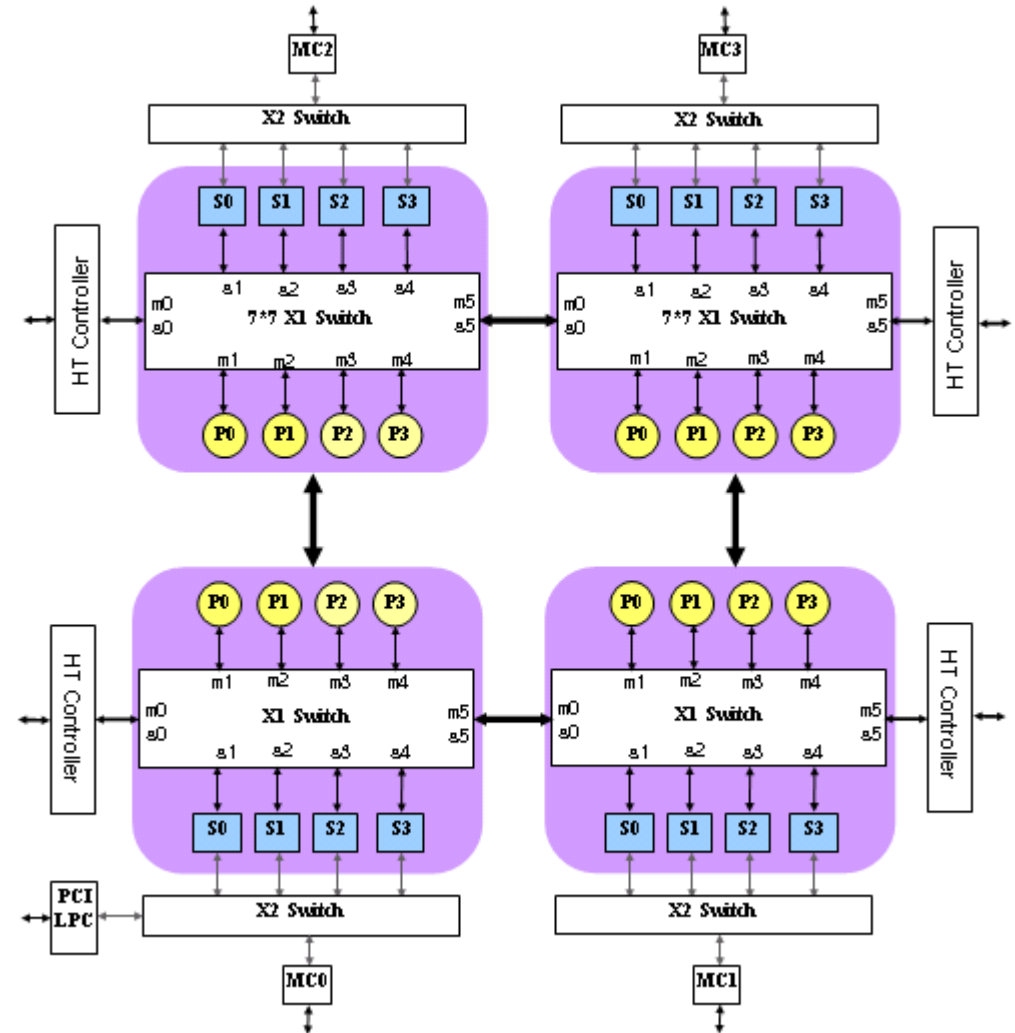 MC2
MC3
X2 Switch
X2 Switch
S0 S1 S2 S3
S0 S1 S2 S3
HT Controller
m0 s1 s2 s3 s4 m5
s0 7*7 X1 Switch s5
m1 m2 m3 m4
m0 s1 s2 s3 s4 m5
s0 7*7 X1 Switch s5
m1 m2 m3 m4
HT Controller
P0 P1 P2 P3
P0 P1 P2 P3
P0 P1 P2 P3
P0 P1 P2 P3
HT Controller
m1 m2 m3 m4
m0 X1 Switch m5
s0 s1 s2 s3 s4 s5
m1 m2 m3 m4
m0 X1 Switch m5
s0 s1 s2 s3 s4 s5
HT Controller
S0 S1 S2 S3
S0 S1 S2 S3
PCI
LPC
X2 Switch
X2 Switch
MC0
MC1